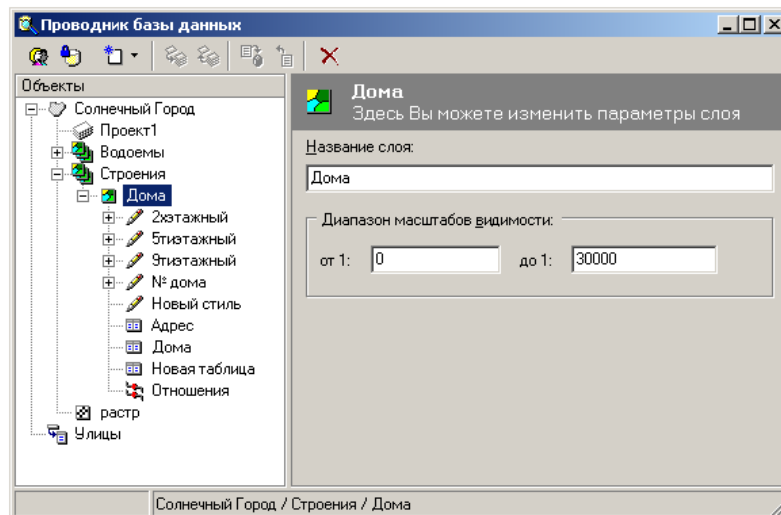 Проводник базы данных
Объекты
Солнечный Город
Проект1
Водоемы
Строения
Дома
2хэтажный
5тиэтажный
9тиэтажный
№ дома
Новый стиль
Адрес
Дома
Новая таблица
Отношения
растр
Улицы
Дома
Здесь Вы можете изменить параметры слоя
Название слоя:
Дома
Диапазон масштабов видимости:
от 1: 0 до 1: 30000
Солнечный Город / Строения / Дома